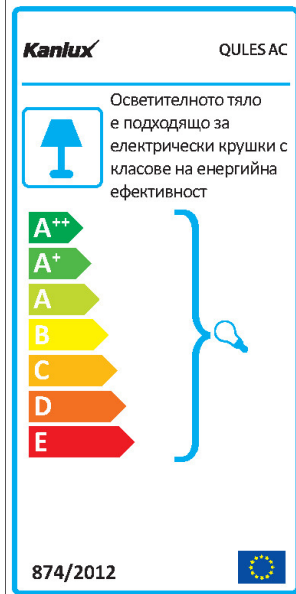 Kanlux
QULES AC
Осветителното тяло
е подходящо за
електрически крушки с
класове на енергийна
ефективност
A++
A+
A
B
C
D
E
874/2012